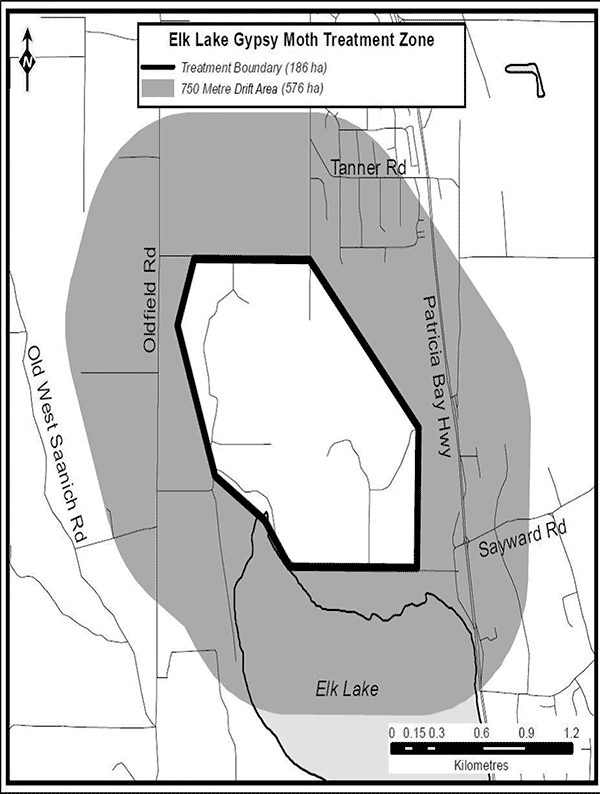 Elk Lake Gypsy Moth Treatment Zone
Treatment Boundary (186 ha)
750 Metre Drift Area (576 ha)
N
Tanner Rd
Oldfield Rd
Patricia Bay Hwy
Old West Saanich Rd
Sayward Rd
Elk Lake
0 0.15 0.3 0.6 0.9 1.2
Kilometres